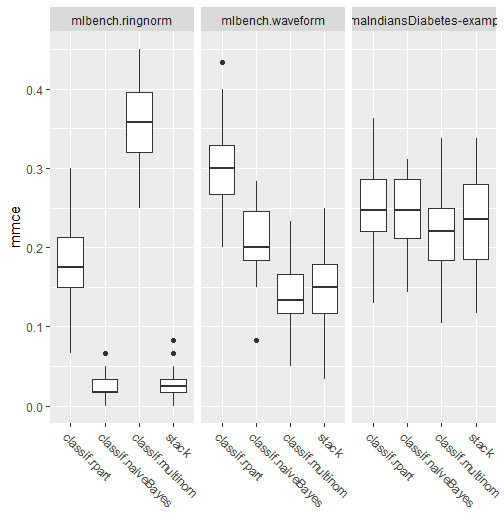 mlbench.ringnorm
mlbench.waveform
maIndiansDiabetes-examp
mmce
0.4
0.3
0.2
0.1
0.0
classif.rpart
classif.naiveBayes
classif.multinom
stack
classif.rpart
classif.naiveBayes
classif.multinom
stack
classif.rpart
classif.naiveBayes
classif.multinom
stack